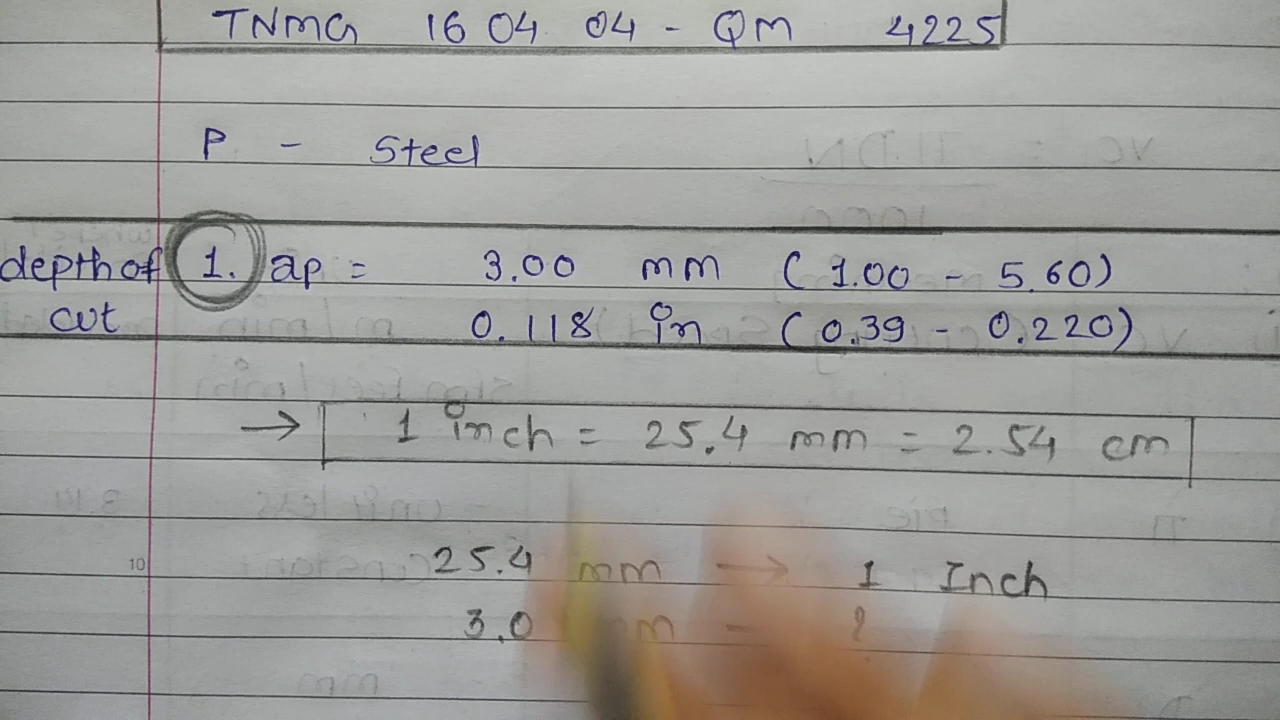 TNMG 16 04 04 - QM 4225
P - Steel
depth of 1. ap = 3.00 mm ( 1.00 - 5.60)
cut 0.118 in ( 0.39 - 0.220)
→ 1 inch = 25.4 mm = 2.54 cm
10
25.4 mm → 1 Inch
3.0 mm - ?